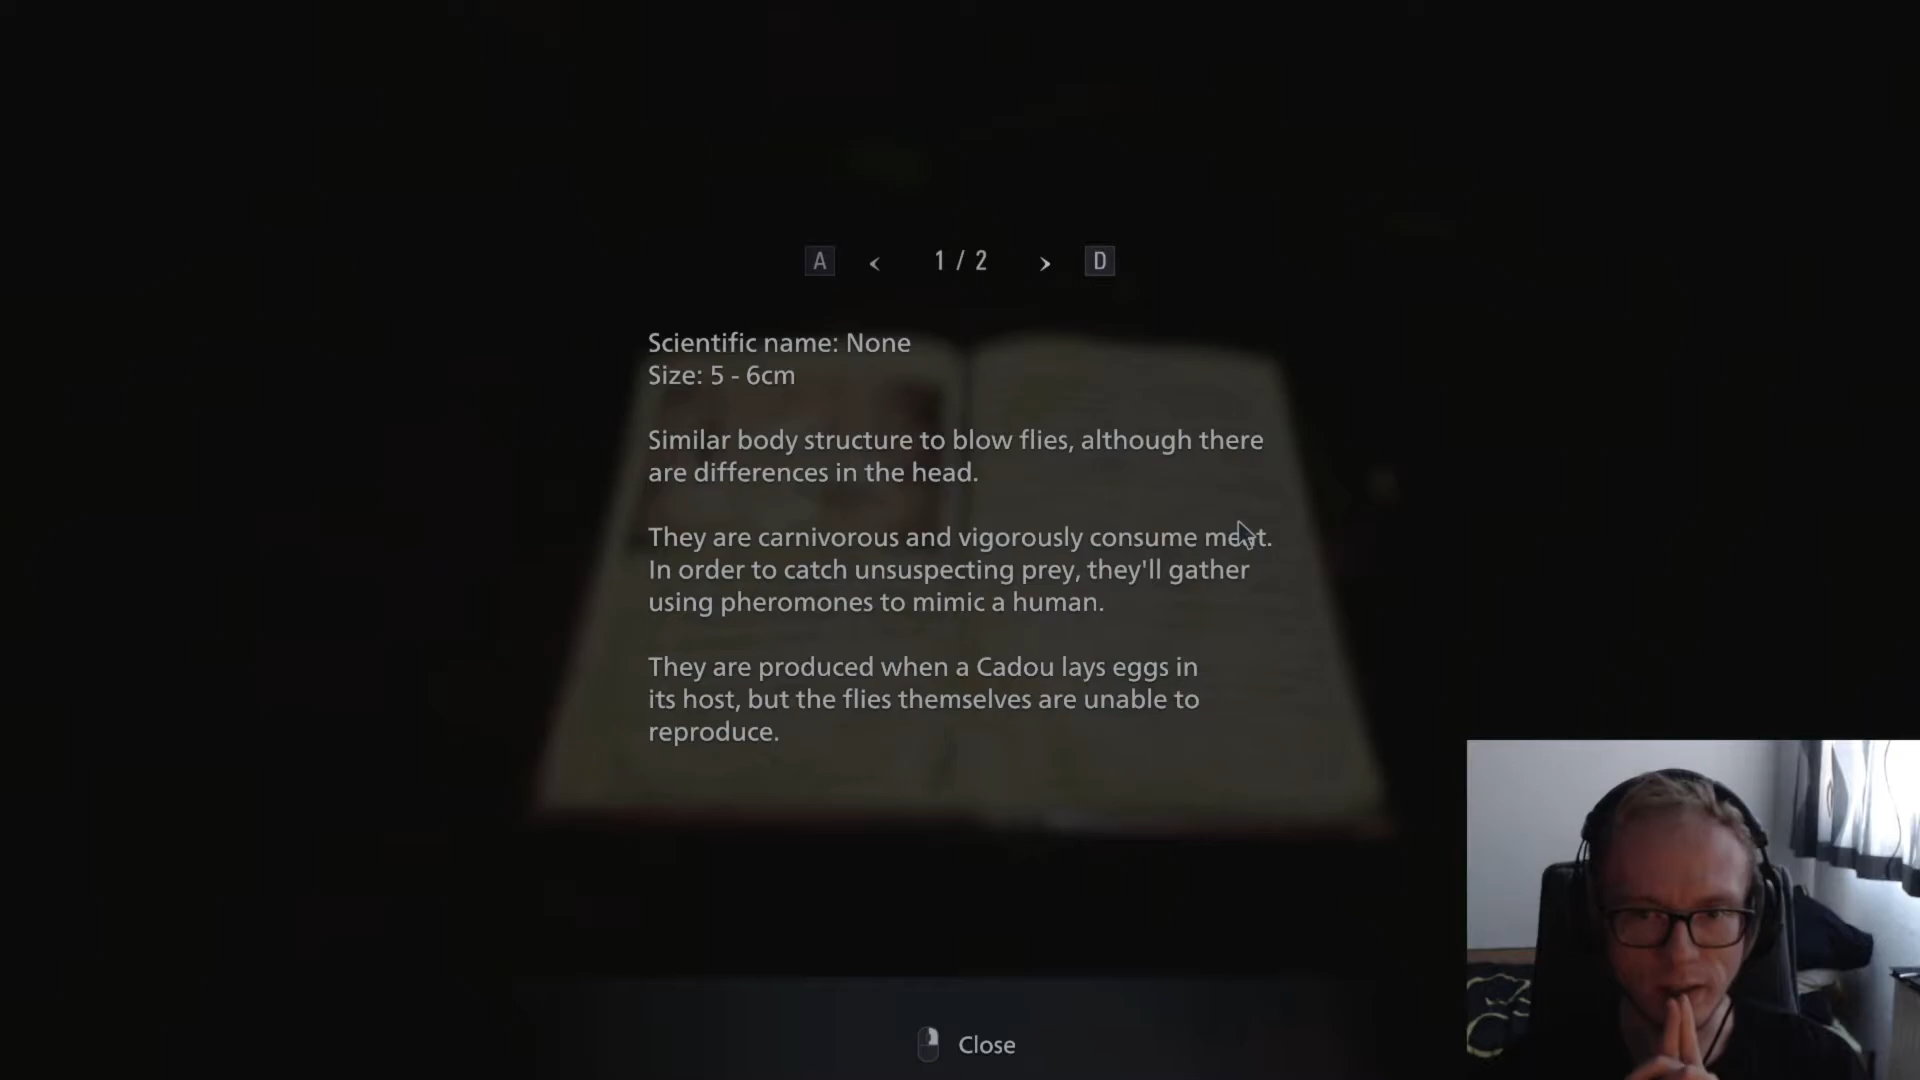 A < 1 / 2 > D
Scientific name: None
Size: 5 - 6cm
Similar body structure to blow flies, although there
are differences in the head.
They are carnivorous and vigorously consume meat.
In order to catch unsuspecting prey, they'll gather
using pheromones to mimic a human.
They are produced when a Cadou lays eggs in
its host, but the flies themselves are unable to
reproduce.
Close